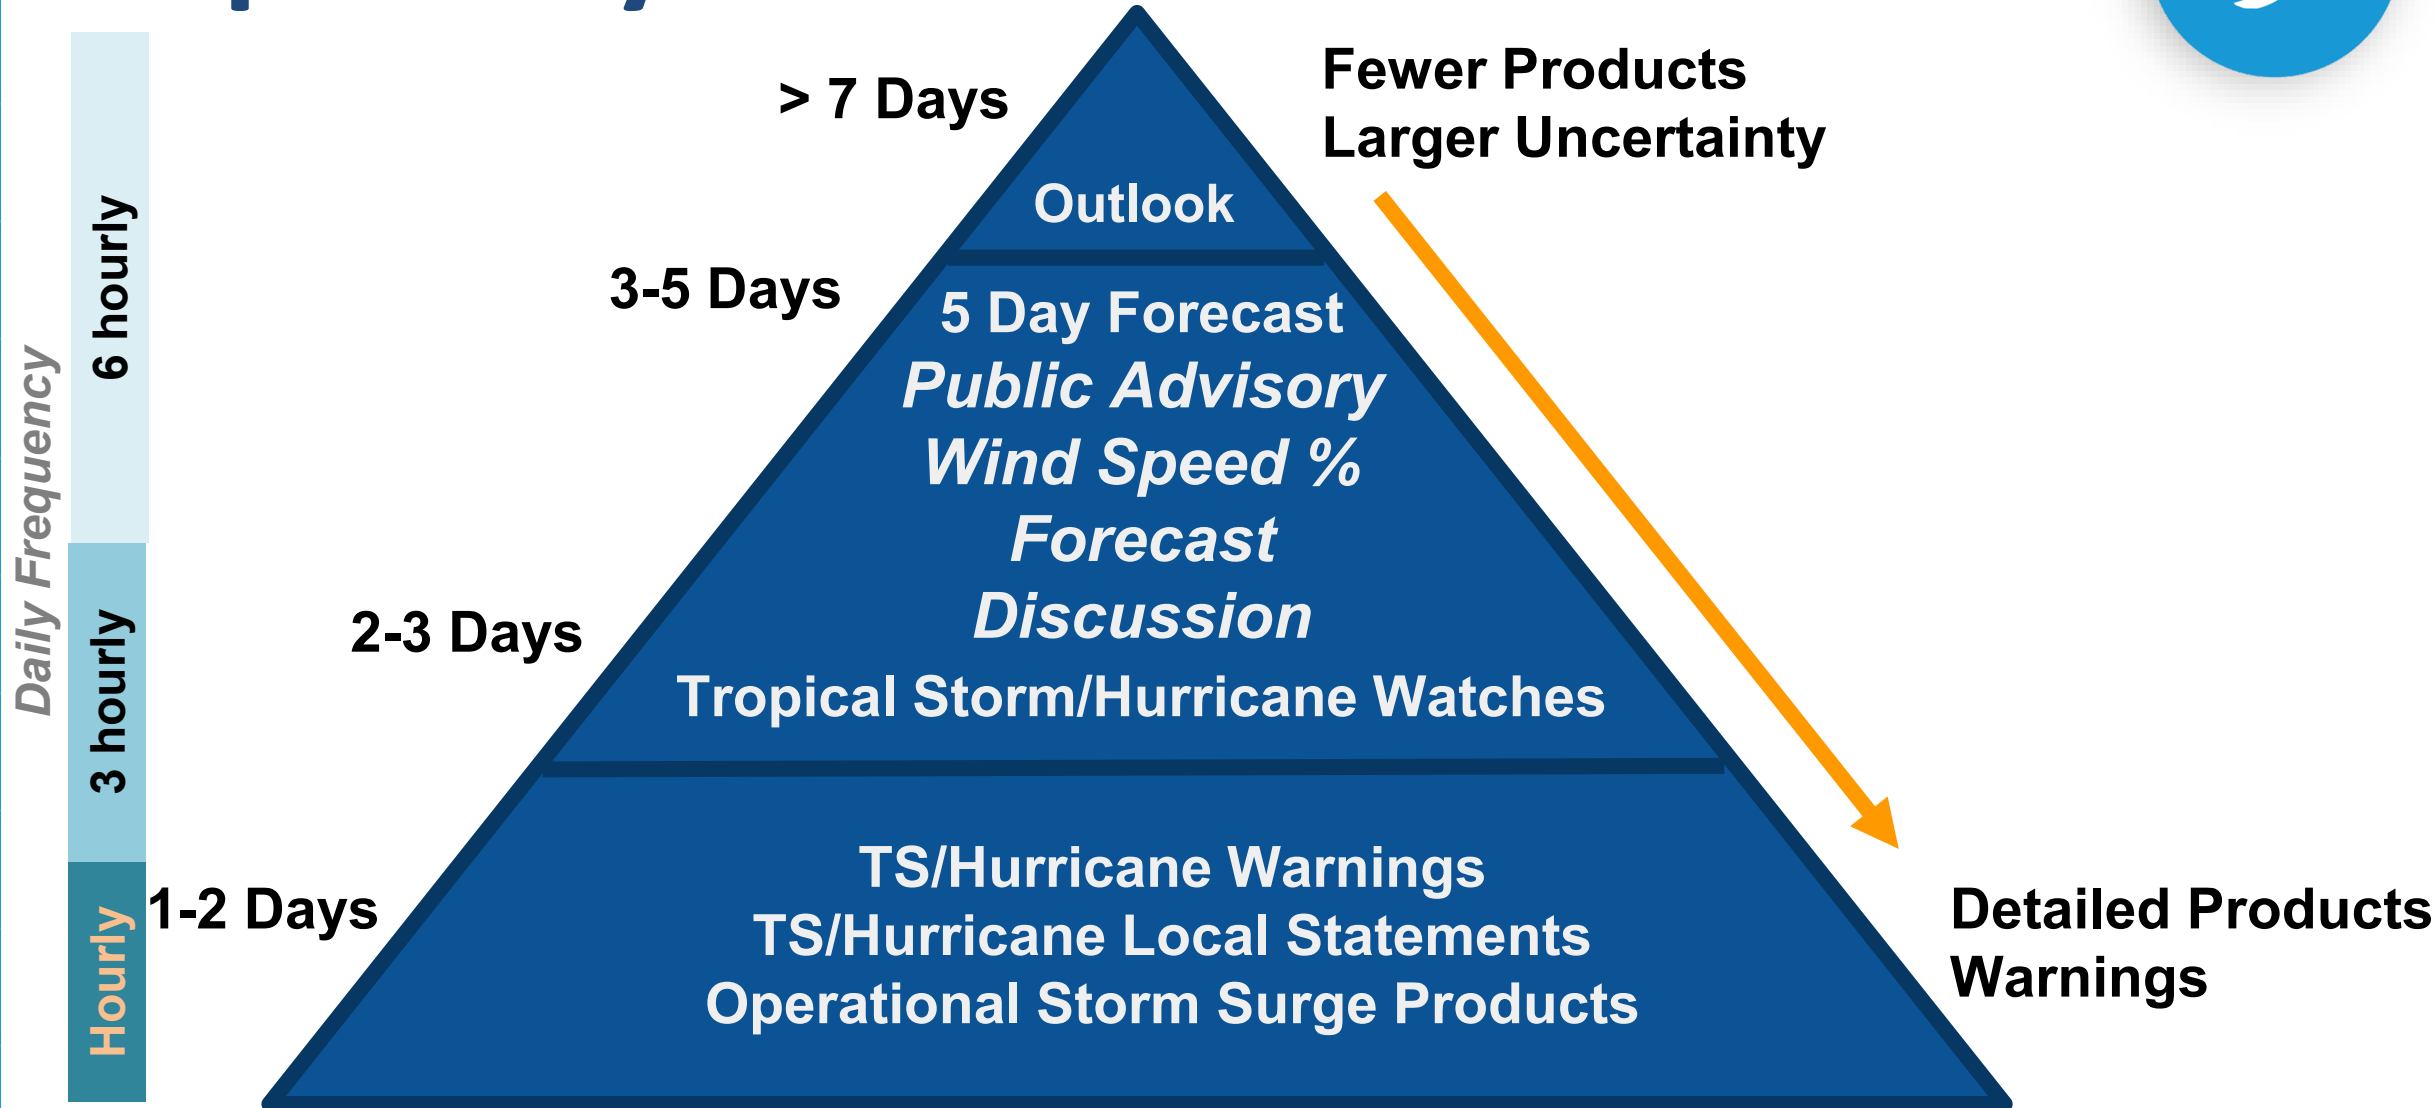 Daily Frequency
6 hourly
3 hourly
Hourly
> 7 Days
3-5 Days
2-3 Days
1-2 Days
Outlook
5 Day Forecast
Public Advisory
Wind Speed %
Forecast
Discussion
Tropical Storm/Hurricane Watches
TS/Hurricane Warnings
TS/Hurricane Local Statements
Operational Storm Surge Products
Fewer Products
Larger Uncertainty
Detailed Products
Warnings